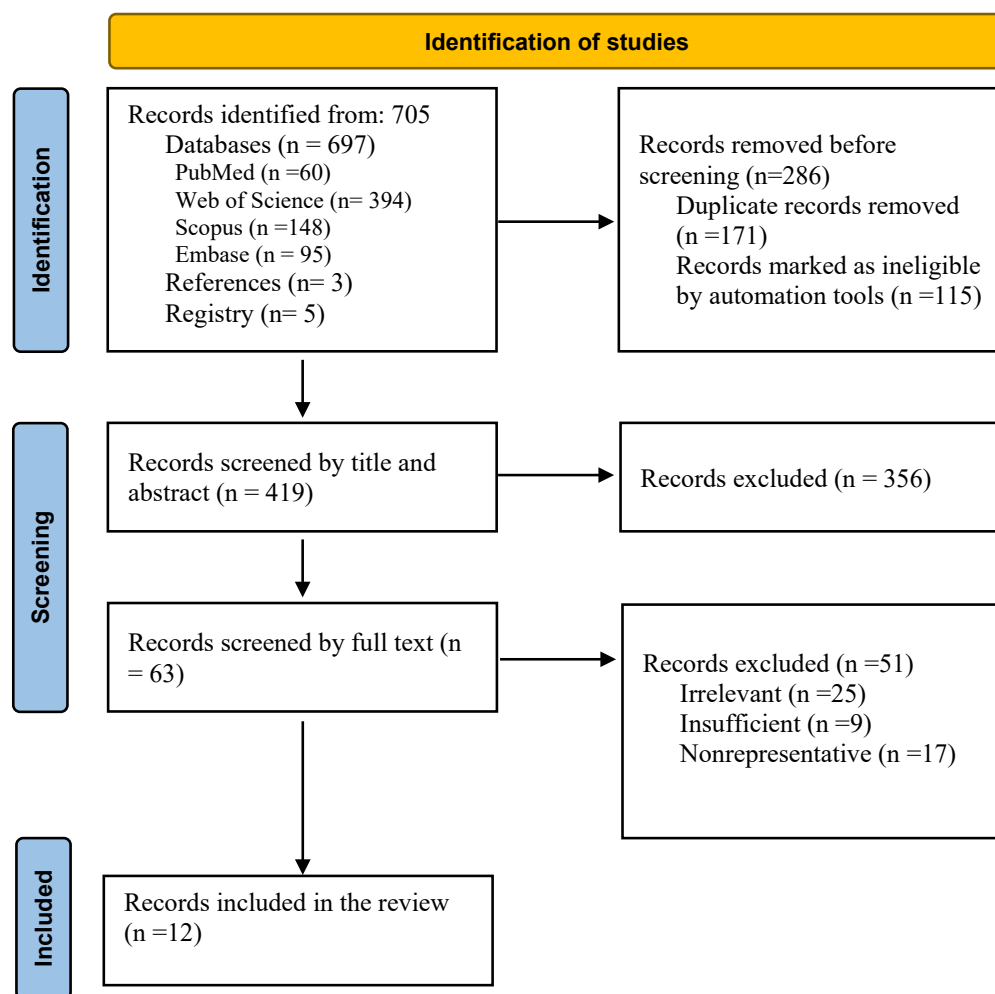 Identification of studies
Identification
Records identified from: 705
Databases (n = 697)
PubMed (n =60)
Web of Science (n= 394)
Scopus (n =148)
Embase (n = 95)
References (n= 3)
Registry (n= 5)
Records removed before
screening (n=286)
Duplicate records removed
(n =171)
Records marked as ineligible
by automation tools (n =115)
Screening
Records screened by title and
abstract (n = 419)
Records excluded (n = 356)
Records screened by full text (n
= 63)
Records excluded (n =51)
Irrelevant (n =25)
Insufficient (n =9)
Nonrepresentative (n =17)
Included
Records included in the review
(n =12)